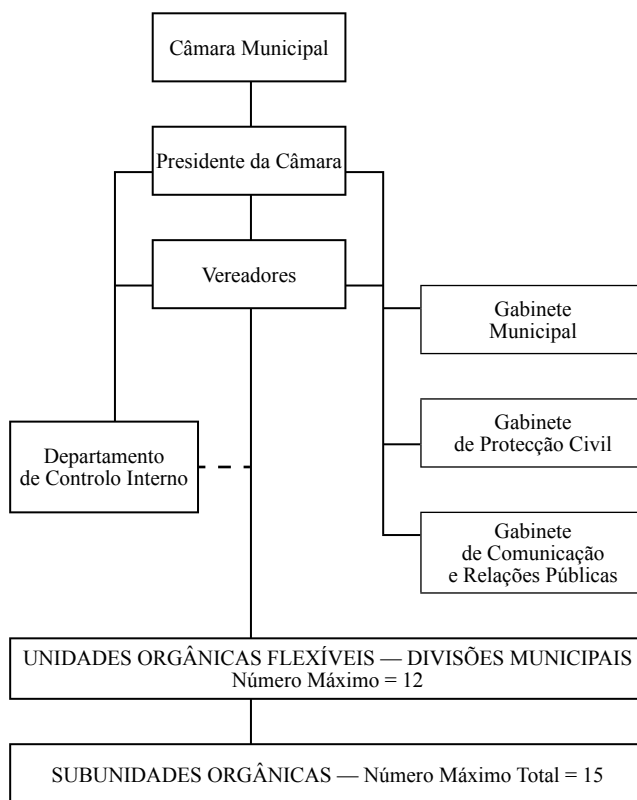 Câmara Municipal
Presidente da Câmara
Vereadores
Gabinete
Municipal
Gabinete
de Protecção Civil
Departamento
de Controlo Interno
Gabinete
de Comunicação
e Relações Públicas
UNIDADES ORGÂNICAS FLEXÍVEIS — DIVISÕES MUNICIPAIS
Número Máximo = 12
SUBUNIDADES ORGÂNICAS — Número Máximo Total = 15